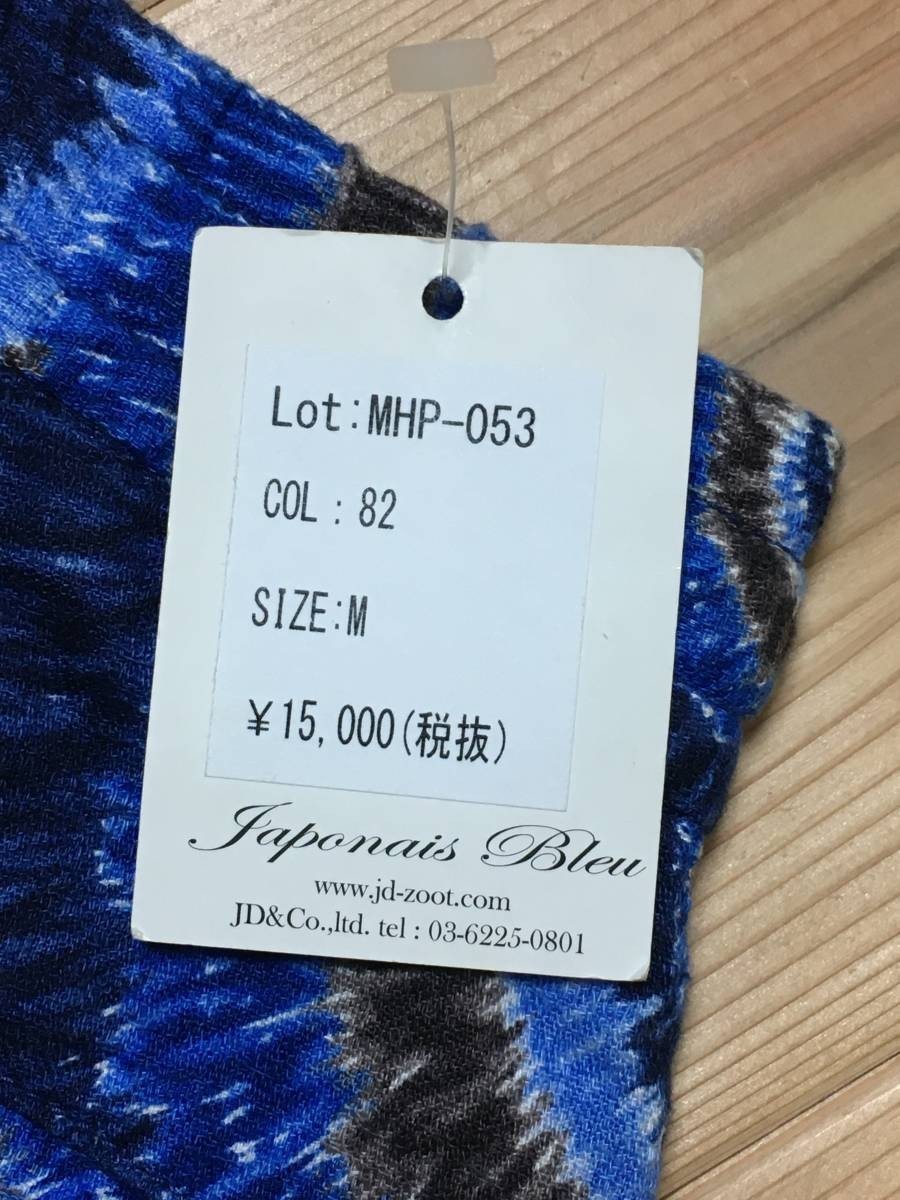 Lot:MHP-053
COL : 82
SIZE:M
¥15,000(税抜)
Japonais Bleu
www.jd-zoot.com
JD&Co.,ltd. tel : 03-6225-0801